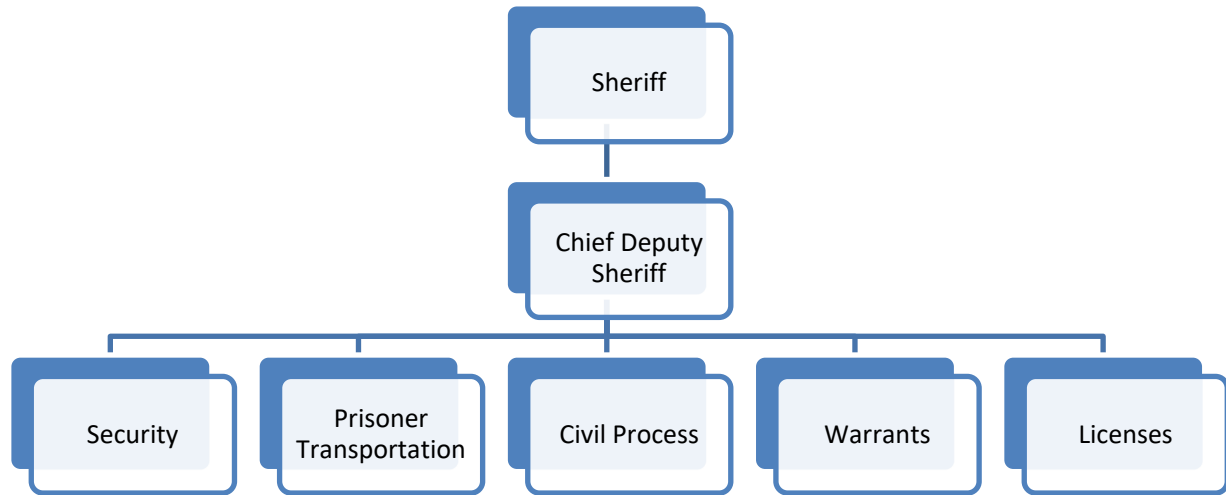 Sheriff
Chief Deputy
Sheriff
Security
Prisoner
Transportation
Civil Process
Warrants
Licenses